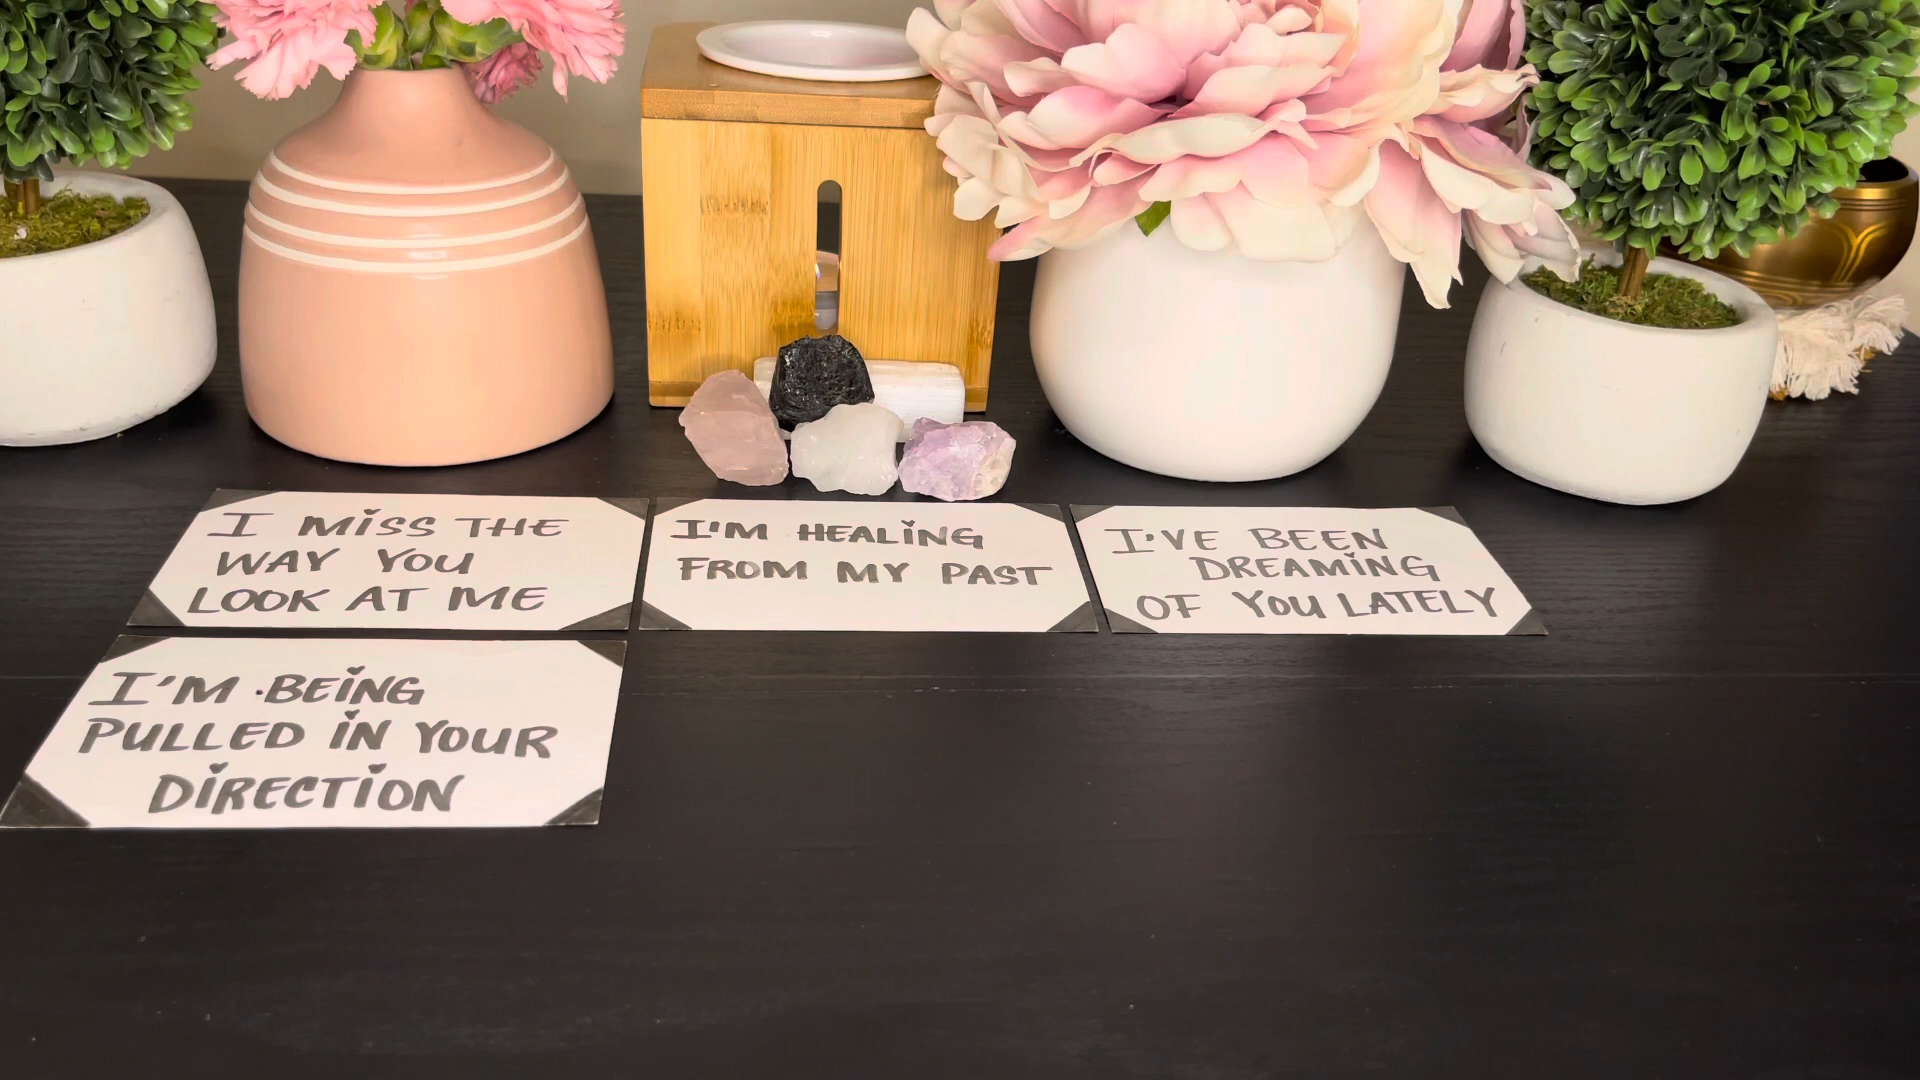 I MISS THE
WAY YOU
LOOK AT ME
I'M HEALING
FROM MY PAST
I'VE BEEN
DREAMING
OF YOU LATELY
I'M BEING
PULLED IN YOUR
DIRECTION